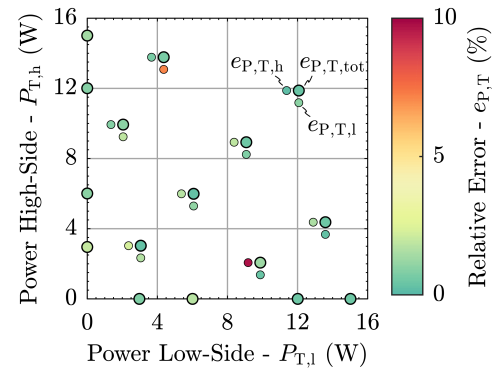 16
12
8
4
0
0
4
8
12
16
Power High-Side - P_T,h (W)
Power Low-Side - P_T,l (W)
e_P,T,h
e_P,T,tot
e_P,T,l
10
5
0
Relative Error - e_P,T (%)